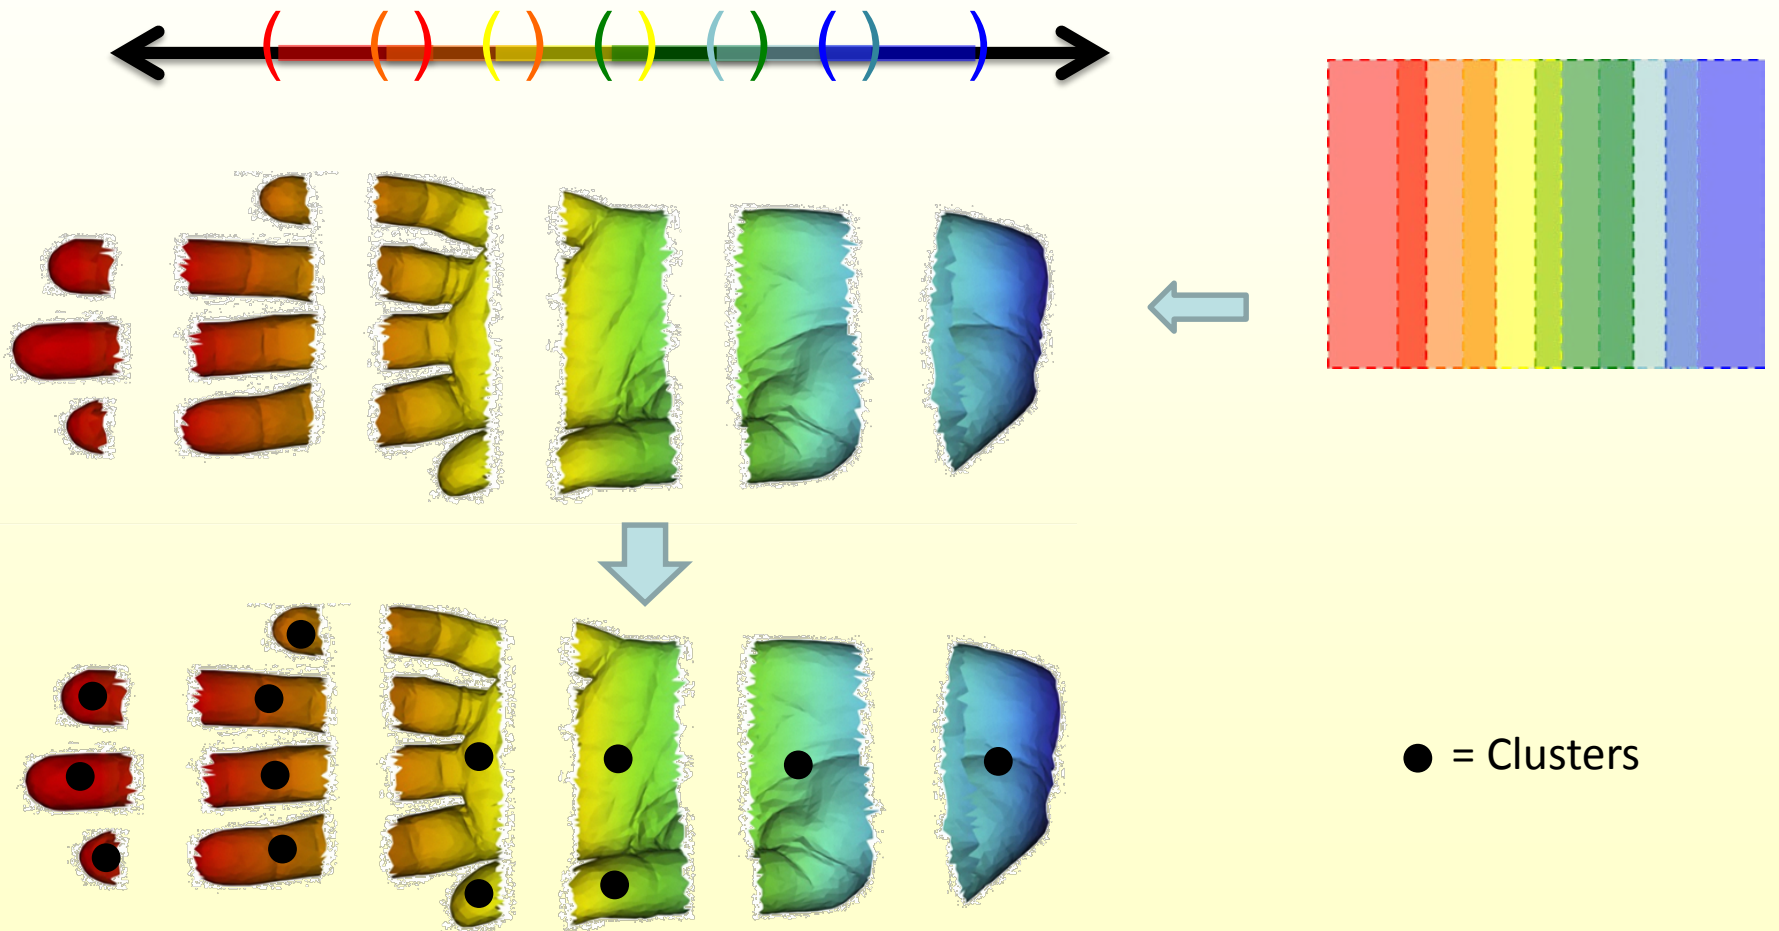 ( ( ) ( ) ( ) ( ) ( ) )
= Clusters